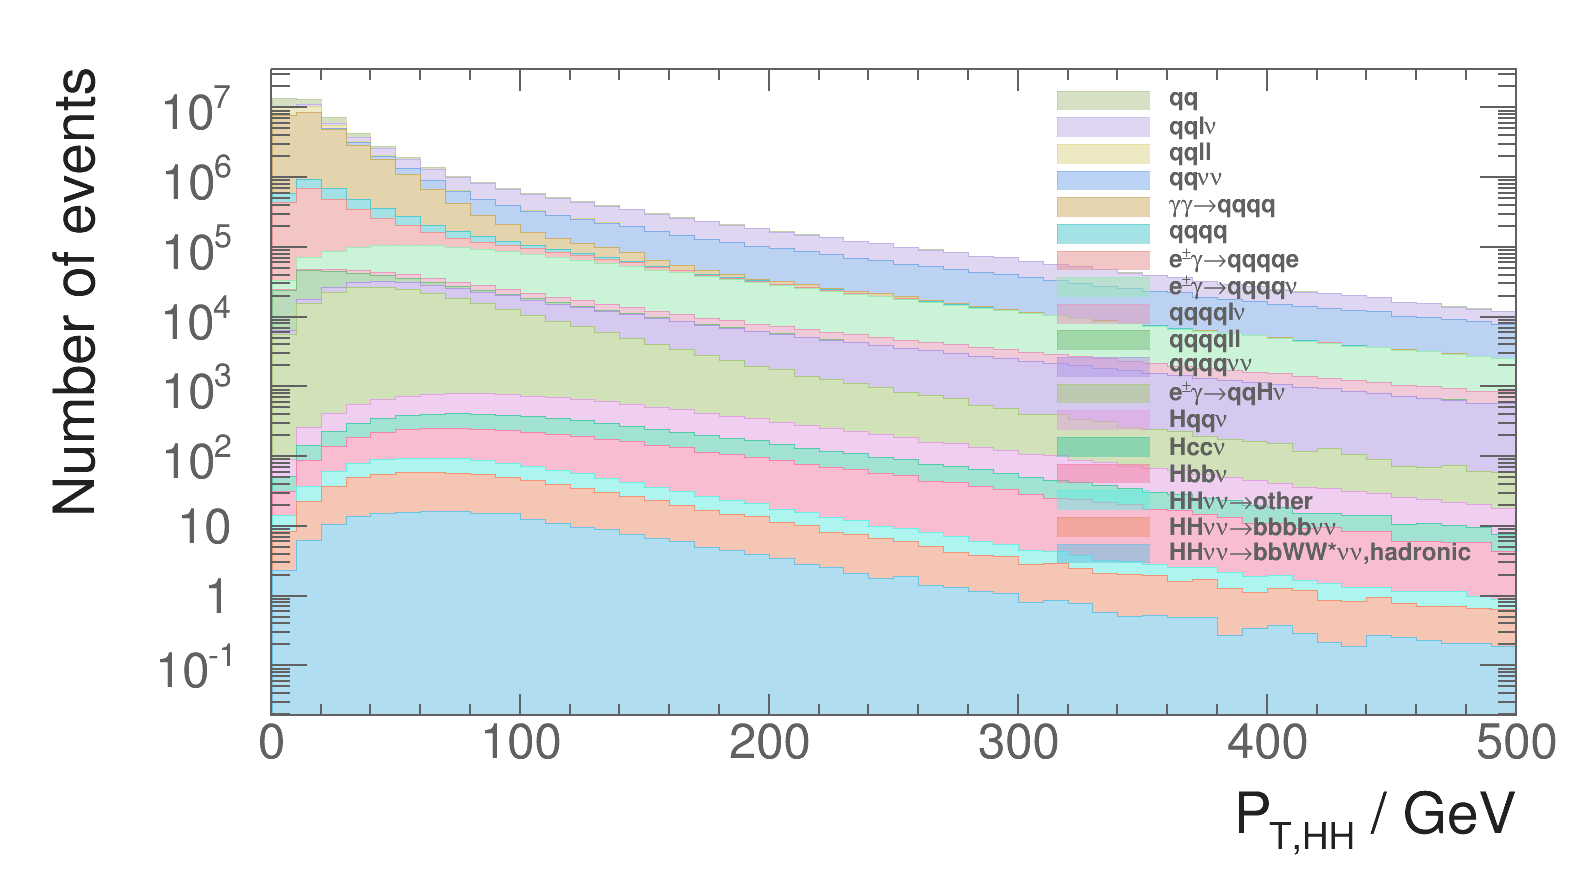 Number of events
10^7
10^6
10^5
10^4
10^3
10^2
10
1
10^-1
qq
qqlν
qqll
qqνν
γγ→qqqq
qqqq
e±γ→qqqqe
e±γ→qqqqν
qqqqlν
qqqqll
qqqqνν
e±γ→qqHν
Hqqν
Hccν
Hbbν
HHνν→other
HHνν→bbbbνν
HHνν→bbWW*νν,hadronic
0 100 200 300 400 500
P_T,HH / GeV